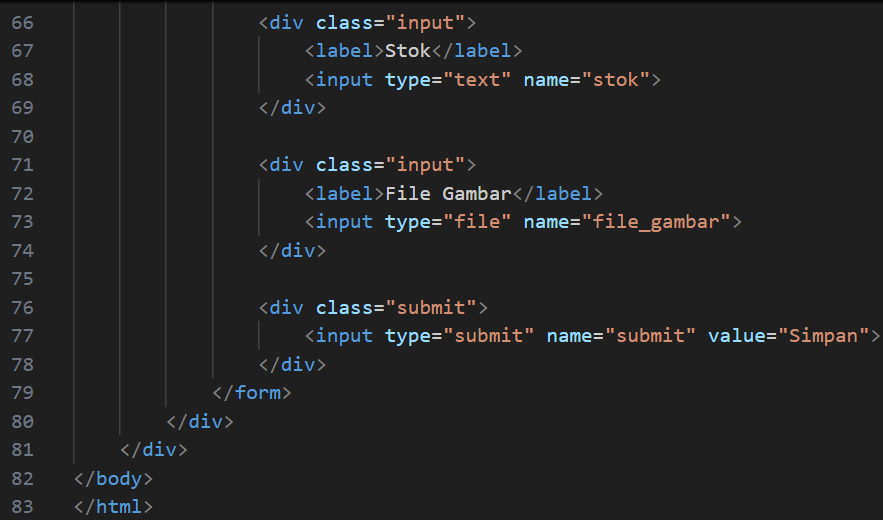 66 <div class="input">
67 <label>Stok</label>
68 <input type="text" name="stok">
69 </div>
70
71 <div class="input">
72 <label>File Gambar</label>
73 <input type="file" name="file_gambar">
74 </div>
75
76 <div class="submit">
77 <input type="submit" name="submit" value="Simpan">
78 </div>
79 </form>
80 </div>
81 </div>
82 </body>
83 </html>